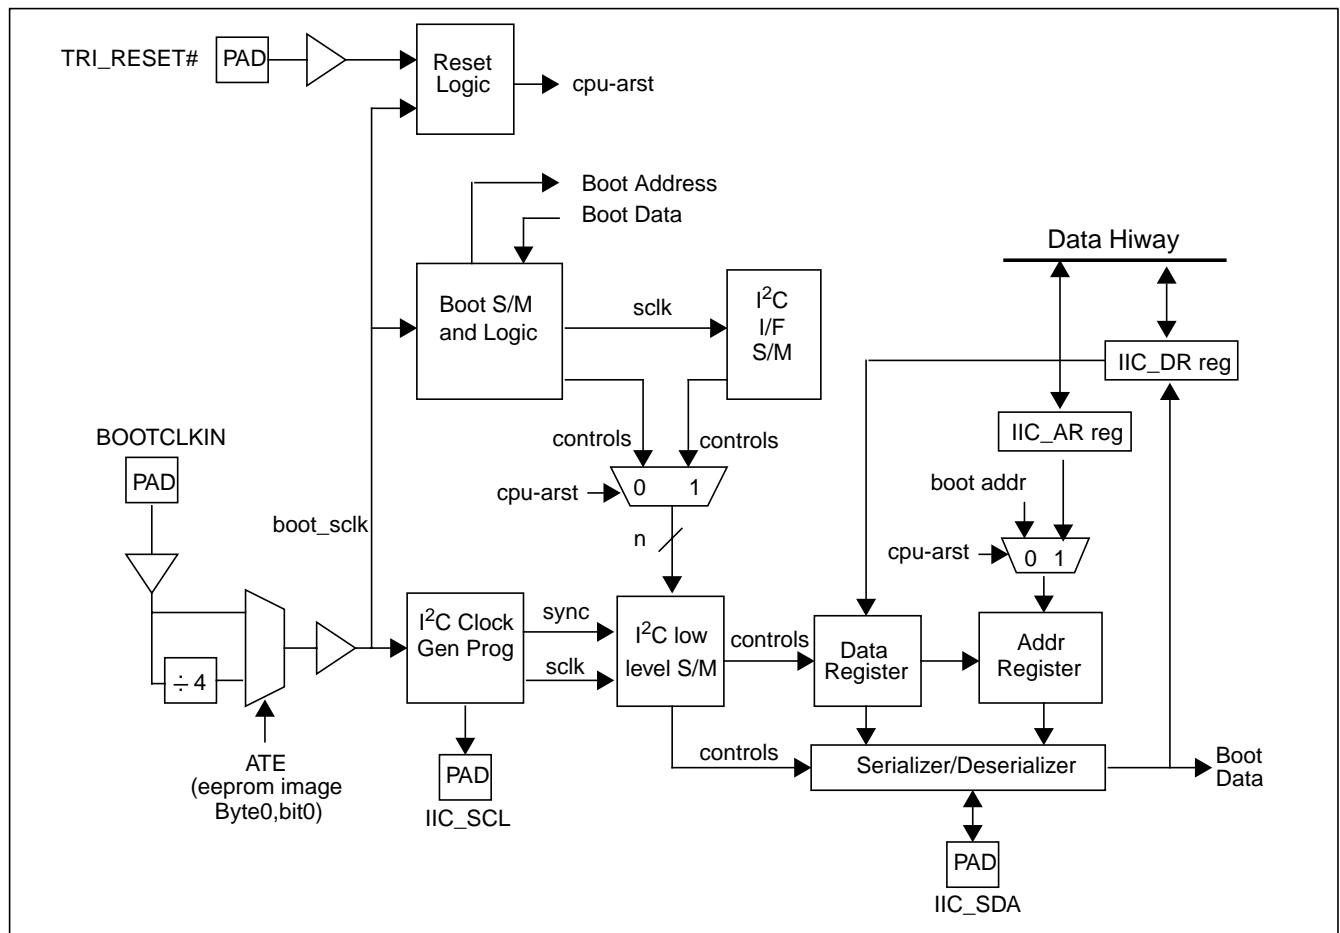 TRI_RESET#
PAD
Reset
Logic
cpu-arst
Boot Address
Boot Data
Data Hiway
Boot S/M
and Logic
sclk
I²C
I/F
S/M
IIC_DR reg
IIC_AR reg
BOOTCLKIN
PAD
controls
controls
cpu-arst
0 1
boot addr
boot_sclk
n
cpu-arst
0 1
I²C Clock
Gen Prog
sync
sclk
I²C low
level S/M
controls
Data
Register
Addr
Register
÷ 4
ATE
(eeprom image
Byte0,bit0)
PAD
IIC_SCL
controls
Serializer/Deserializer
Boot
Data
PAD
IIC_SDA